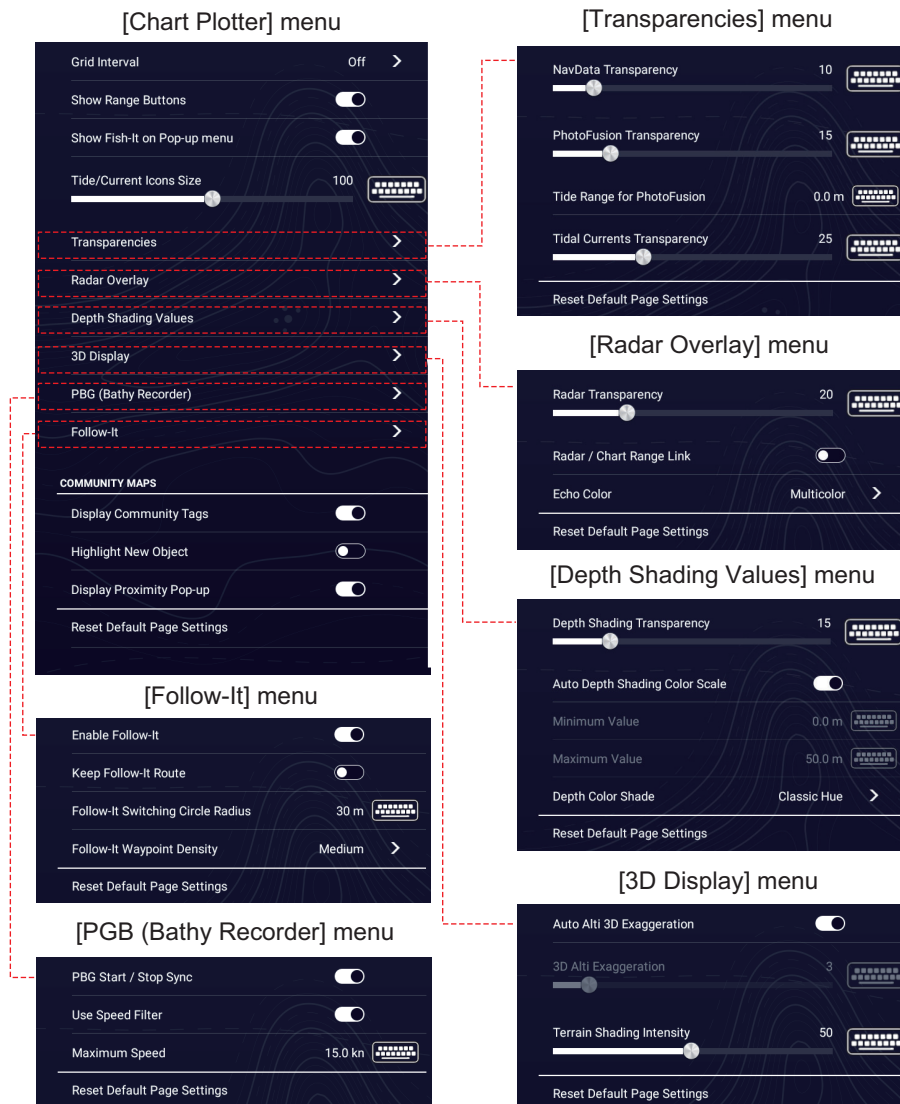 [Chart Plotter] menu
Grid Interval Off
Show Range Buttons
Show Fish-It on Pop-up menu
Tide/Current Icons Size 100
Transparencies
Radar Overlay
Depth Shading Values
3D Display
PBG (Bathy Recorder)
Follow-It
COMMUNITY MAPS
Display Community Tags
Highlight New Object
Display Proximity Pop-up
Reset Default Page Settings
[Follow-It] menu
Enable Follow-It
Keep Follow-It Route
Follow-It Switching Circle Radius 30 m
Follow-It Waypoint Density Medium
Reset Default Page Settings
[PGB (Bathy Recorder] menu
PBG Start / Stop Sync
Use Speed Filter
Maximum Speed 15.0 kn
Reset Default Page Settings
[Transparencies] menu
NavData Transparency 10
PhotoFusion Transparency 15
Tide Range for PhotoFusion 0.0 m
Tidal Currents Transparency 25
Reset Default Page Settings
[Radar Overlay] menu
Radar Transparency 20
Radar / Chart Range Link
Echo Color Multicolor
Reset Default Page Settings
[Depth Shading Values] menu
Depth Shading Transparency 15
Auto Depth Shading Color Scale
Minimum Value 0.0 m
Maximum Value 50.0 m
Depth Color Shade Classic Hue
Reset Default Page Settings
[3D Display] menu
Auto Alti 3D Exaggeration
3D Alti Exaggeration 3
Terrain Shading Intensity 50
Reset Default Page Settings